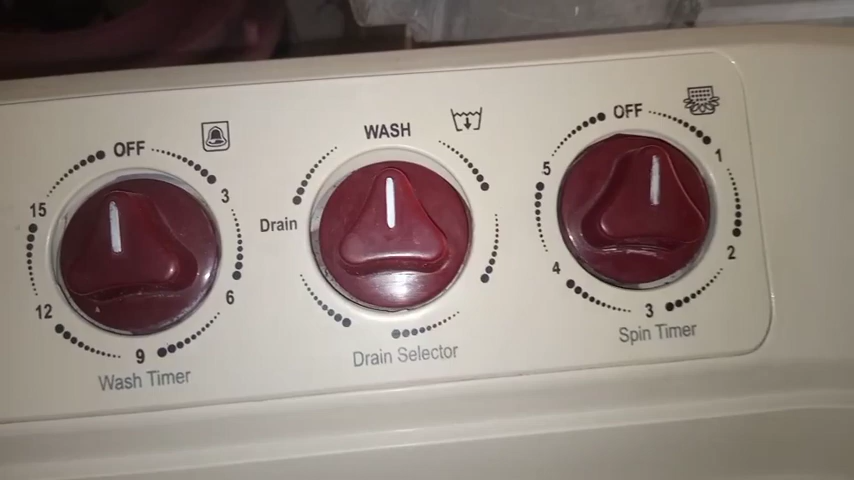 OFF
3
6
9
12
15
Wash Timer
WASH
Drain
Drain Selector
OFF
1
2
3
4
5
Spin Timer